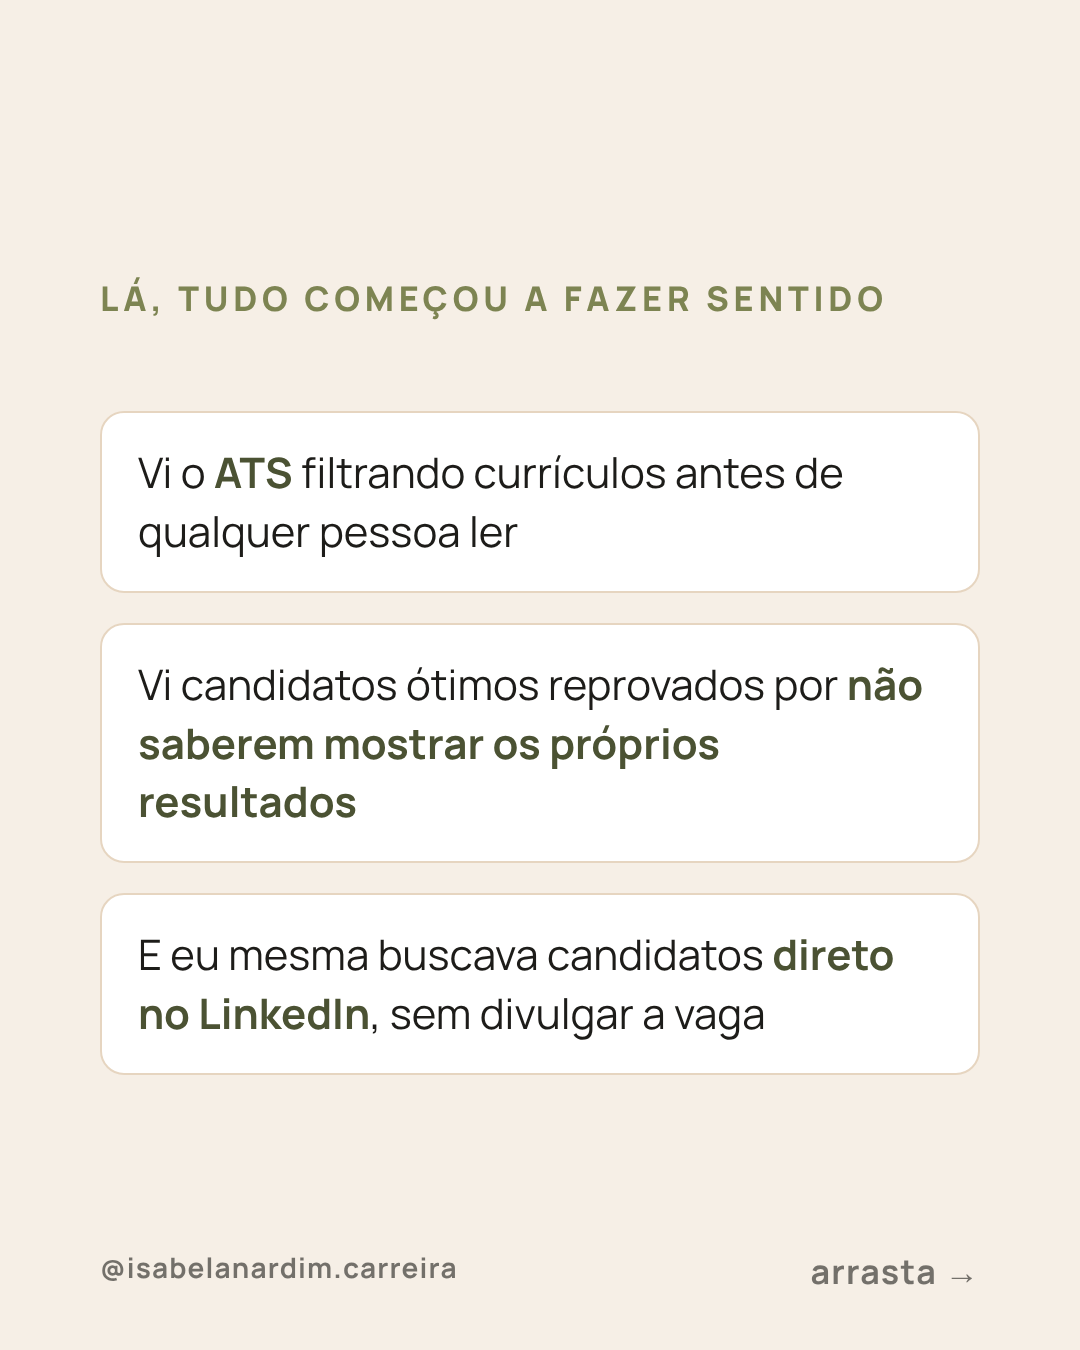 LÁ, TUDO COMEÇOU A FAZER SENTIDO
Vi o ATS filtrando currículos antes de
qualquer pessoa ler
Vi candidatos ótimos reprovados por não
saberem mostrar os próprios
resultados
E eu mesma buscava candidatos direto
no LinkedIn, sem divulgar a vaga
@isabelanardim.carreira
arrasta →